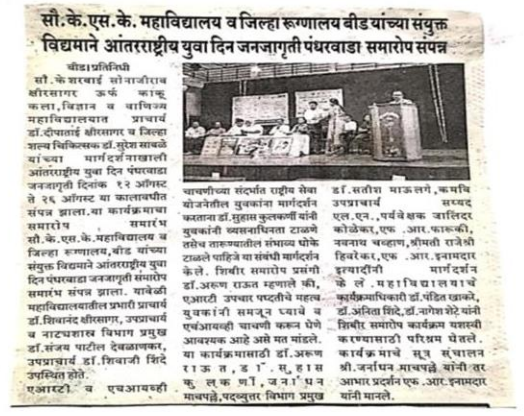 सौ.के.एस.के. महाविद्यालय व जिल्हा रूग्णालय बीड यांच्या संयुक्त
विद्यमाने आंतरराष्ट्रीय युवा दिन जनजागृती पंधरवाडा समारोप संपन्न
बीड।प्रतिनीधी
सौ.के शरबाई सोनाजीराव
क्षीरसागर ऊर्फ काकू
कला,विज्ञान व वाणिज्य
महाविद्यालयात प्राचार्य
डॉ.दीपाताई क्षीरसागर व जिल्हा
शल्य चिकित्सक डॉ.सुरेश साबळे
यांच्या मार्गदर्शनाखाली
आंतरराष्ट्रीय युवा दिन पंधरवाडा
जनजागृती दिनांक १२ ऑगस्ट
ते २६ ऑगस्ट या कालावधीत
संपन्न झाला.या कार्यक्रमाचा
समारोप समारंभ
सौ.के.एस.के.महाविद्यालय व
जिल्हा रूग्णालय,बीड यांच्या
संयुक्त विद्यमाने आंतरराष्ट्रीय युवा
दिन पंधरवाडा जनजागृती समारोप
समारंभ संपन्न झाला. यावेळी
महाविद्यालयातील प्रभारी प्राचार्य
डॉ.शिवानंद क्षीरसागर, उपप्राचार्य
व नाट्यशास्त्र विभाग प्रमुख
डॉ.संजय पाटील देवळाणकर,
उपप्राचार्य डॉ.शिवाजी शिंदे
उपस्थित होते.
एआरटी व एचआयव्ही
चाचणीच्या संदर्भात राष्ट्रीय सेवा
योजनेतील युवकांना मार्गदर्शन
करताना डॉ.सुहास कुलकर्णी यांनी
युवकांनी व्यसनाधिनता टाळणे
तसेच तारूण्यातील संभाव्य धोके
टाळले पाहिजे या संबंधी मार्गदर्शन
के ले. शिबीर समारोप प्रसंगी
डॉ.अरूण राऊत म्हणाले की,
एआरटी उपचार पध्दतीचे महत्व
युवकांनी समजून घ्यावे व
एचआयव्ही चाचणी करून घेणे
आवश्यक आहे असे मत मांडले.
या कार्यक्रमासाठी डॉ.अरूण
राऊत, डॉ.सुहास
कुलकर्णी,जनार्धन
माचपल्ले,पदव्युत्तर विभाग प्रमुख
डॉ.सतीश माऊलगे,कमवि
उपप्राचार्य सय्यद
एल.एन., पर्यवेक्षक जालिंदर
कोळेकर, एफ.आर.फारूकी,
नवनाथ चव्हाण,श्रीमती राजेश्री
हिवरेकर,एफ.आर.इनामदार
इत्यादींनी मार्गदर्शन
के ले.महाविद्यालयाचे
कार्यक्रमाधिकारी डॉ.पंडित खाकरे,
डॉ.अनिता शिंदे,डॉ.नागेश शेटे यांनी
शिबीर समारोप कार्यक्रम यशस्वी
करण्यासाठी परिश्रम घेतले.
कार्यक्रमाचे सूत्र संचालन
श्री.जर्नाधन माचपल्ले यांनी तर
आभार प्रदर्शन एफ.आर.इनामदार
यांनी मानले.